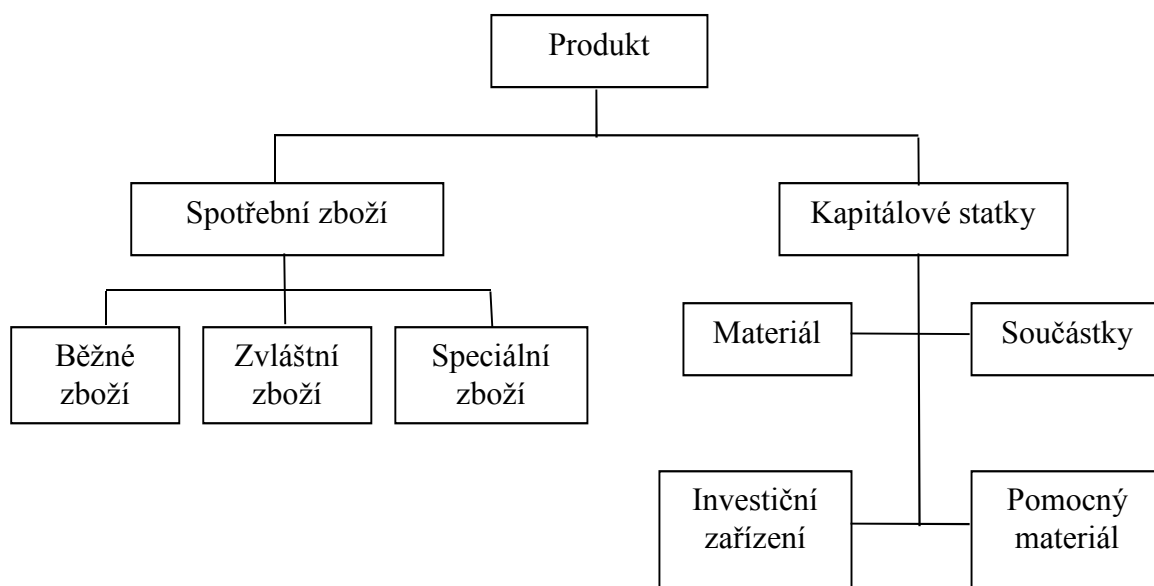 Produkt
Spotřební zboží
Kapitálové statky
Materiál
Součástky
Běžné
zboží
Zvláštní
zboží
Speciální
zboží
Investiční
zařízení
Pomocný
materiál